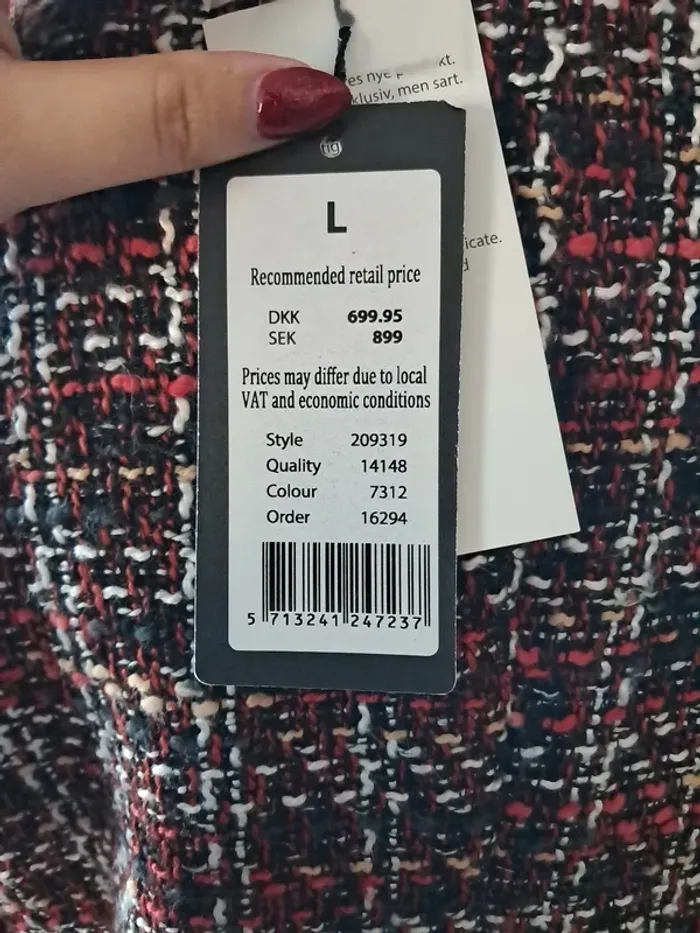 men sart.
icate.
L
Recommended retail price
DKK 699.95
SEK 899
Prices may differ due to local
VAT and economic conditions
Style 209319
Quality 14148
Colour 7312
Order 16294
5 713241 247237